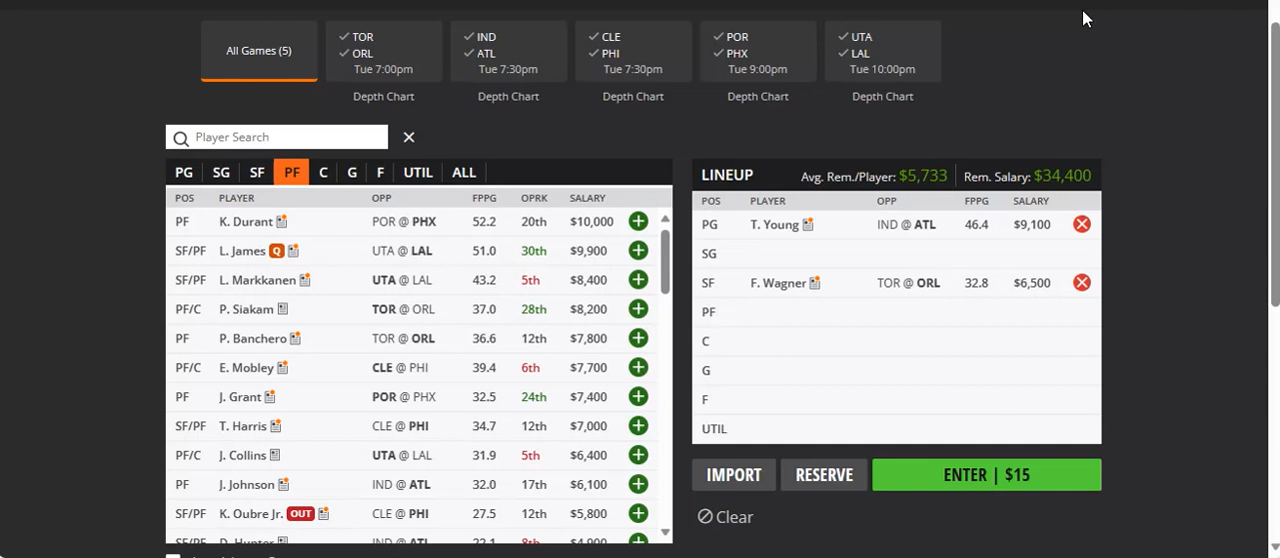 All Games (5)
TOR
ORL
Tue 7:00pm
IND
ATL
Tue 7:30pm
CLE
PHI
Tue 7:30pm
POR
PHX
Tue 9:00pm
UTA
LAL
Tue 10:00pm
Depth Chart Depth Chart Depth Chart Depth Chart Depth Chart
Player Search
PG SG SF PF C G F UTIL ALL
POS PLAYER OPP FPPG OPRK SALARY
PF K. Durant POR @ PHX 52.2 20th $10,000
SF/PF L. James Q UTA @ LAL 51.0 30th $9,900
SF/PF L. Markkanen UTA @ LAL 43.2 5th $8,400
PF/C P. Siakam TOR @ ORL 37.0 28th $8,200
PF P. Banchero TOR @ ORL 36.6 12th $7,800
PF/C E. Mobley CLE @ PHI 39.4 6th $7,700
PF J. Grant POR @ PHX 32.5 24th $7,400
SF/PF T. Harris CLE @ PHI 34.7 12th $7,000
PF/C J. Collins UTA @ LAL 31.9 5th $6,400
PF J. Johnson IND @ ATL 32.0 17th $6,100
SF/PF K. Oubre Jr. OUT CLE @ PHI 27.5 12th $5,800
SF/PF D. Hunter IND @ ATL 22.1 8th $4,900
LINEUP Avg. Rem./Player: $5,733 Rem. Salary: $34,400
POS PLAYER OPP FPPG SALARY
PG T. Young IND @ ATL 46.4 $9,100
SG
SF F. Wagner TOR @ ORL 32.8 $6,500
PF
C
G
F
UTIL
IMPORT RESERVE ENTER | $15
Clear